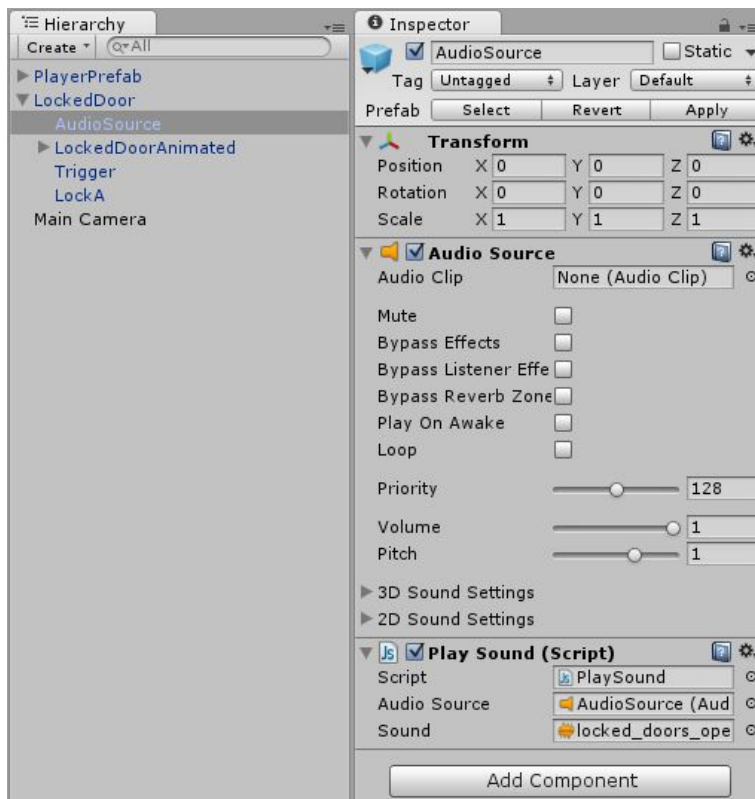 Hierarchy
Create All
PlayerPrefab
LockedDoor
AudioSource
LockedDoorAnimated
Trigger
LockA
Main Camera
Inspector
AudioSource Static
Tag Untagged Layer Default
Prefab Select Revert Apply
Transform
Position X 0 Y 0 Z 0
Rotation X 0 Y 0 Z 0
Scale X 1 Y 1 Z 1
Audio Source
Audio Clip None (Audio Clip)
Mute
Bypass Effects
Bypass Listener Effe
Bypass Reverb Zone
Play On Awake
Loop
Priority 128
Volume 1
Pitch 1
3D Sound Settings
2D Sound Settings
Js Play Sound (Script)
Script Js PlaySound
Audio Source AudioSource (Aud
Sound locked_doors_ope
Add Component